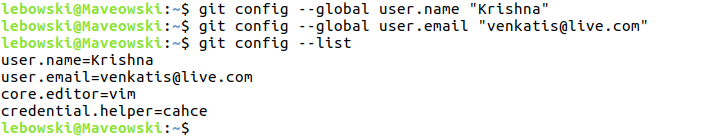 lebowski@Maveowski:~$ git config --global user.name "Krishna"
lebowski@Maveowski:~$ git config --global user.email "venkatis@live.com"
lebowski@Maveowski:~$ git config --list
user.name=Krishna
user.email=venkatis@live.com
core.editor=vim
credential.helper=cahce
lebowski@Maveowski:~$